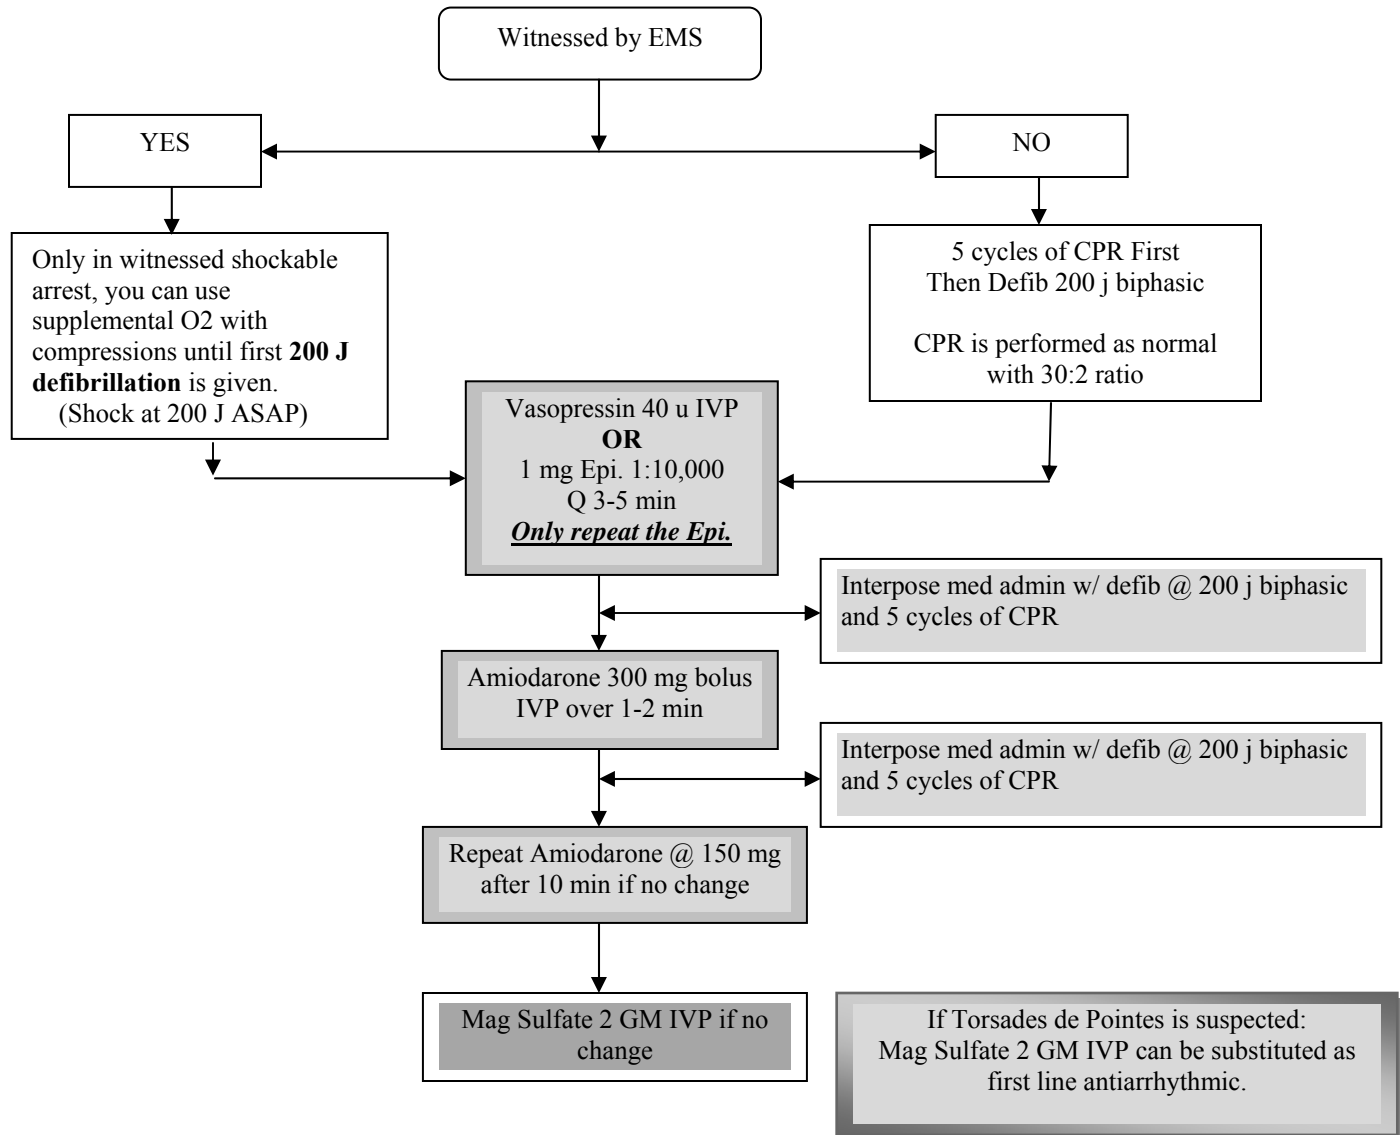 Witnessed by EMS
YES
NO
Only in witnessed shockable
arrest, you can use
supplemental O2 with
compressions until first 200 J
defibrillation is given.
(Shock at 200 J ASAP)
5 cycles of CPR First
Then Defib 200 j biphasic
CPR is performed as normal
with 30:2 ratio
Vasopressin 40 u IVP
OR
1 mg Epi. 1:10,000
Q 3-5 min
Only repeat the Epi.
Interpose med admin w/ defib @ 200 j biphasic
and 5 cycles of CPR
Amiodarone 300 mg bolus
IVP over 1-2 min
Interpose med admin w/ defib @ 200 j biphasic
and 5 cycles of CPR
Repeat Amiodarone @ 150 mg
after 10 min if no change
Mag Sulfate 2 GM IVP if no
change
If Torsades de Pointes is suspected:
Mag Sulfate 2 GM IVP can be substituted as
first line antiarrhythmic.